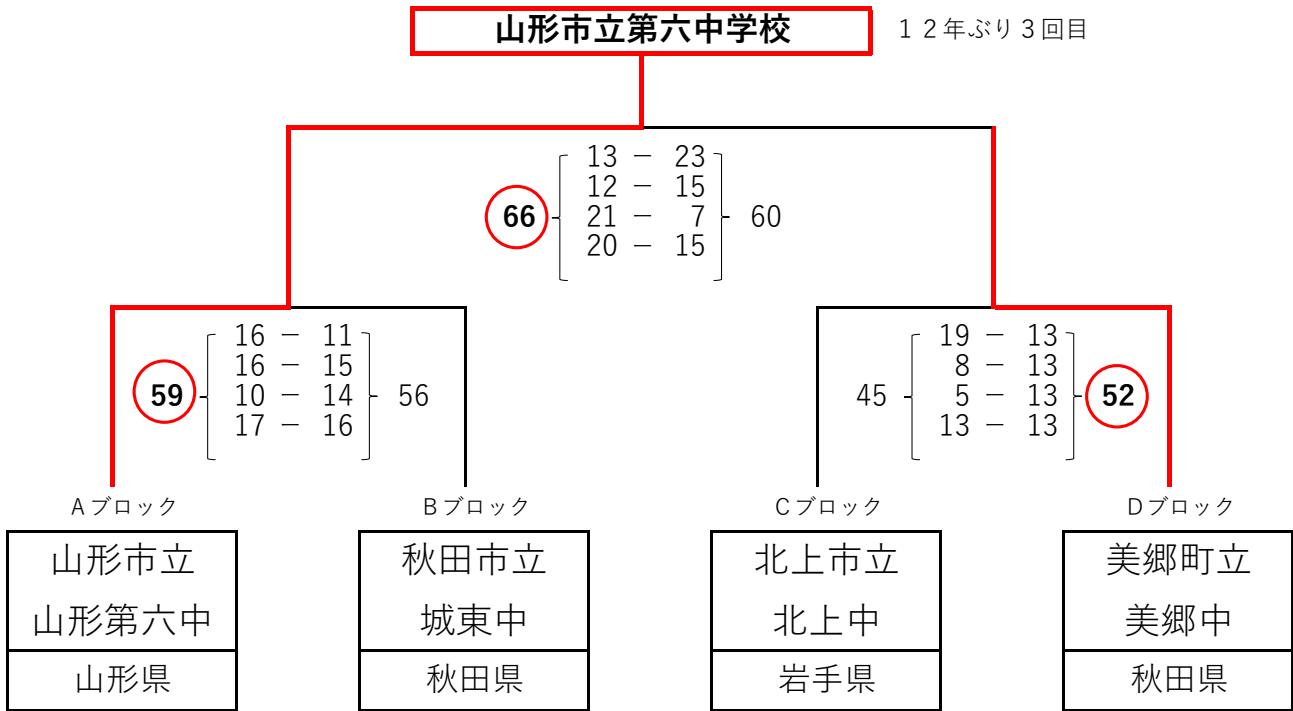 山形市立第六中学校
１２年ぶり３回目
13 － 23
12 － 15
66 21 － 7 60
20 － 15
16 － 11
16 － 15
59 10 － 14 56
17 － 16
19 － 13
8 － 13
45 5 － 13 52
13 － 13
Aブロック
Bブロック
Cブロック
Dブロック
山形市立
山形第六中
山形県
秋田市立
城東中
秋田県
北上市立
北上中
岩手県
美郷町立
美郷中
秋田県